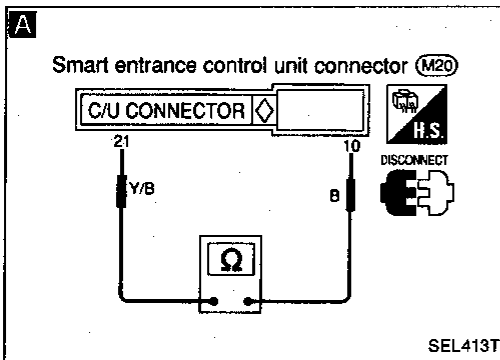 A
Smart entrance control unit connector (M20)
C/U CONNECTOR
21
10
H.S.
DISCONNECT
Y/B
B
Ω
SEL413T